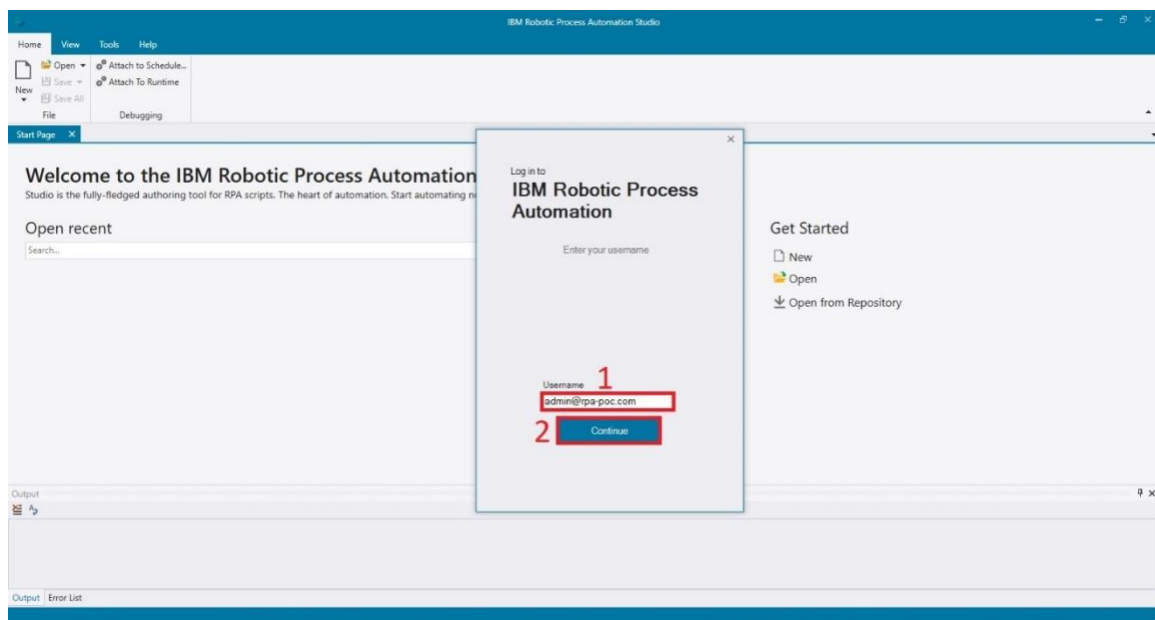 IBM Robotic Process Automation Studio
Home View Tools Help
New
Open
Save
Save All
File
Attach to Schedule...
Attach To Runtime
Debugging
Start Page
Welcome to the IBM Robotic Process Automation
Studio is the fully-fledged authoring tool for RPA scripts. The heart of automation. Start automating n
Open recent
Search...
Log in to
IBM Robotic Process
Automation
Enter your username
Username 1
admin@rpa-poc.com
2 Continue
Get Started
New
Open
Open from Repository
Output
Output Error List